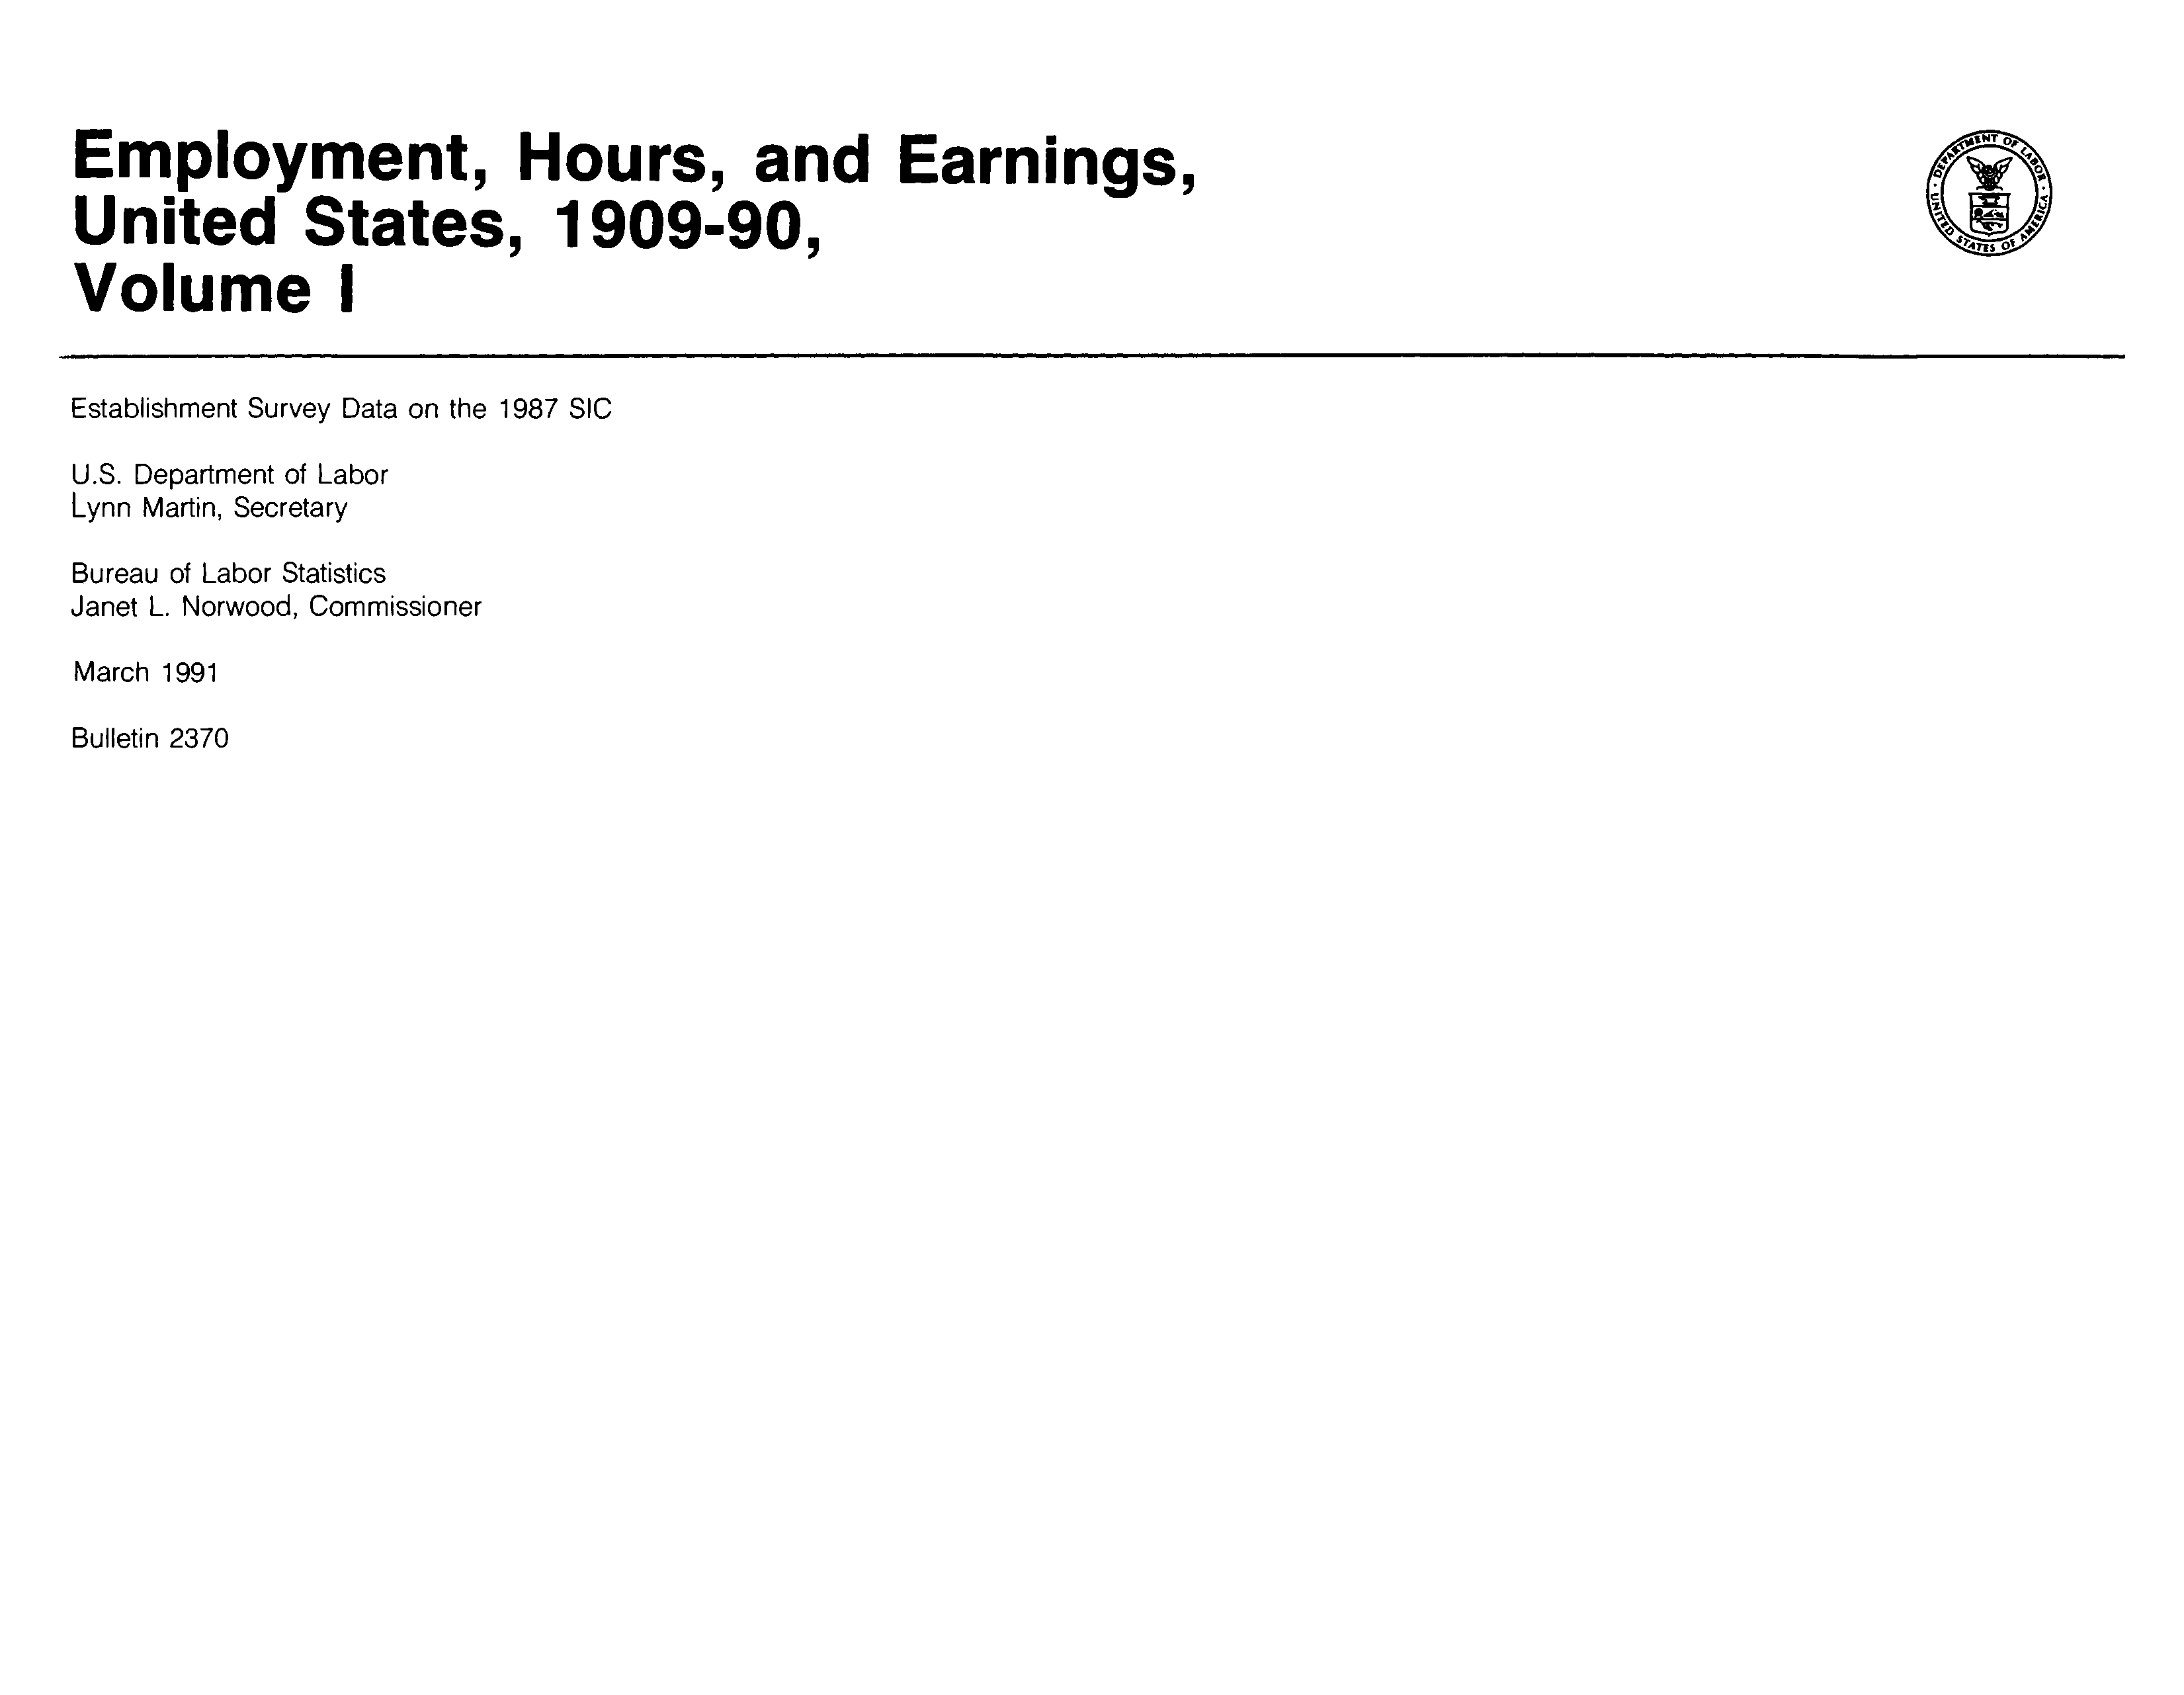 Employment, Hours, and Earnings,
United States, 1909-90,
Volume I
DEPARTMENT OF LABOR
UNITED STATES OF AMERICA
Establishment Survey Data on the 1987 SIC
U.S. Department of Labor
Lynn Martin, Secretary
Bureau of Labor Statistics
Janet L. Norwood, Commissioner
March 1991
Bulletin 2370